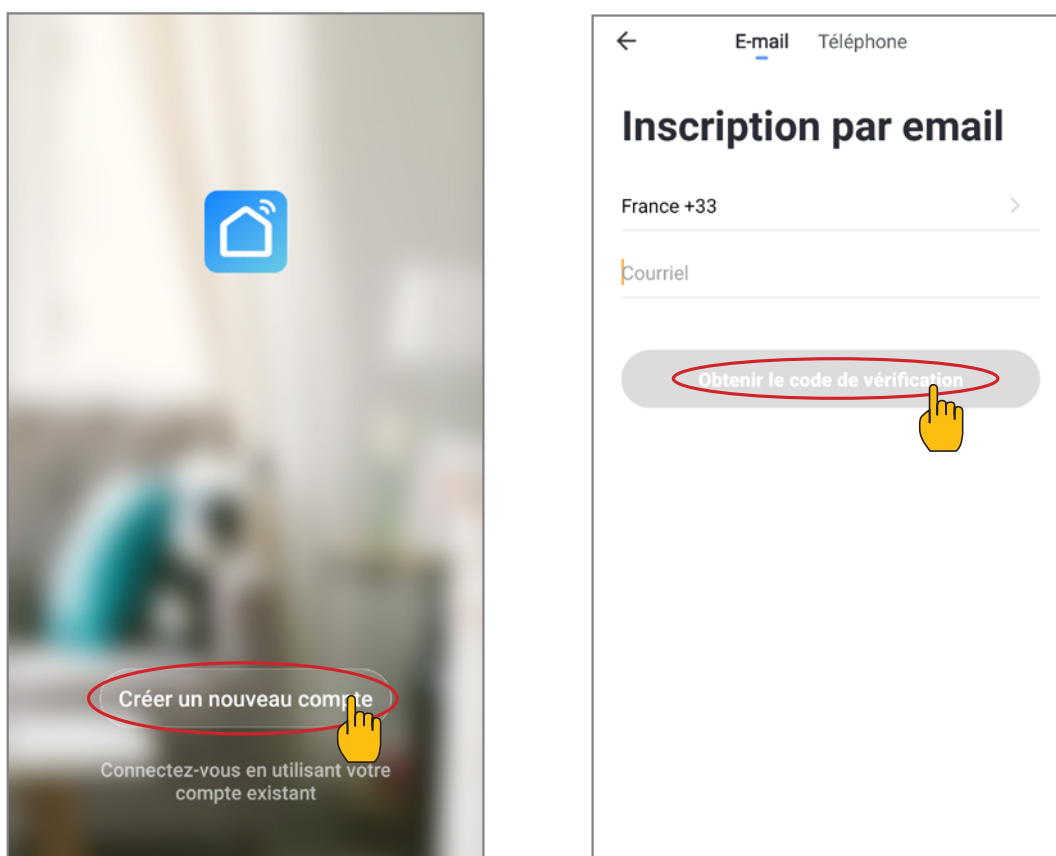 Créer un nouveau compte
Connectez-vous en utilisant votre
compte existant
E-mail Téléphone
Inscription par email
France +33
Courriel
Obtenir le code de vérification